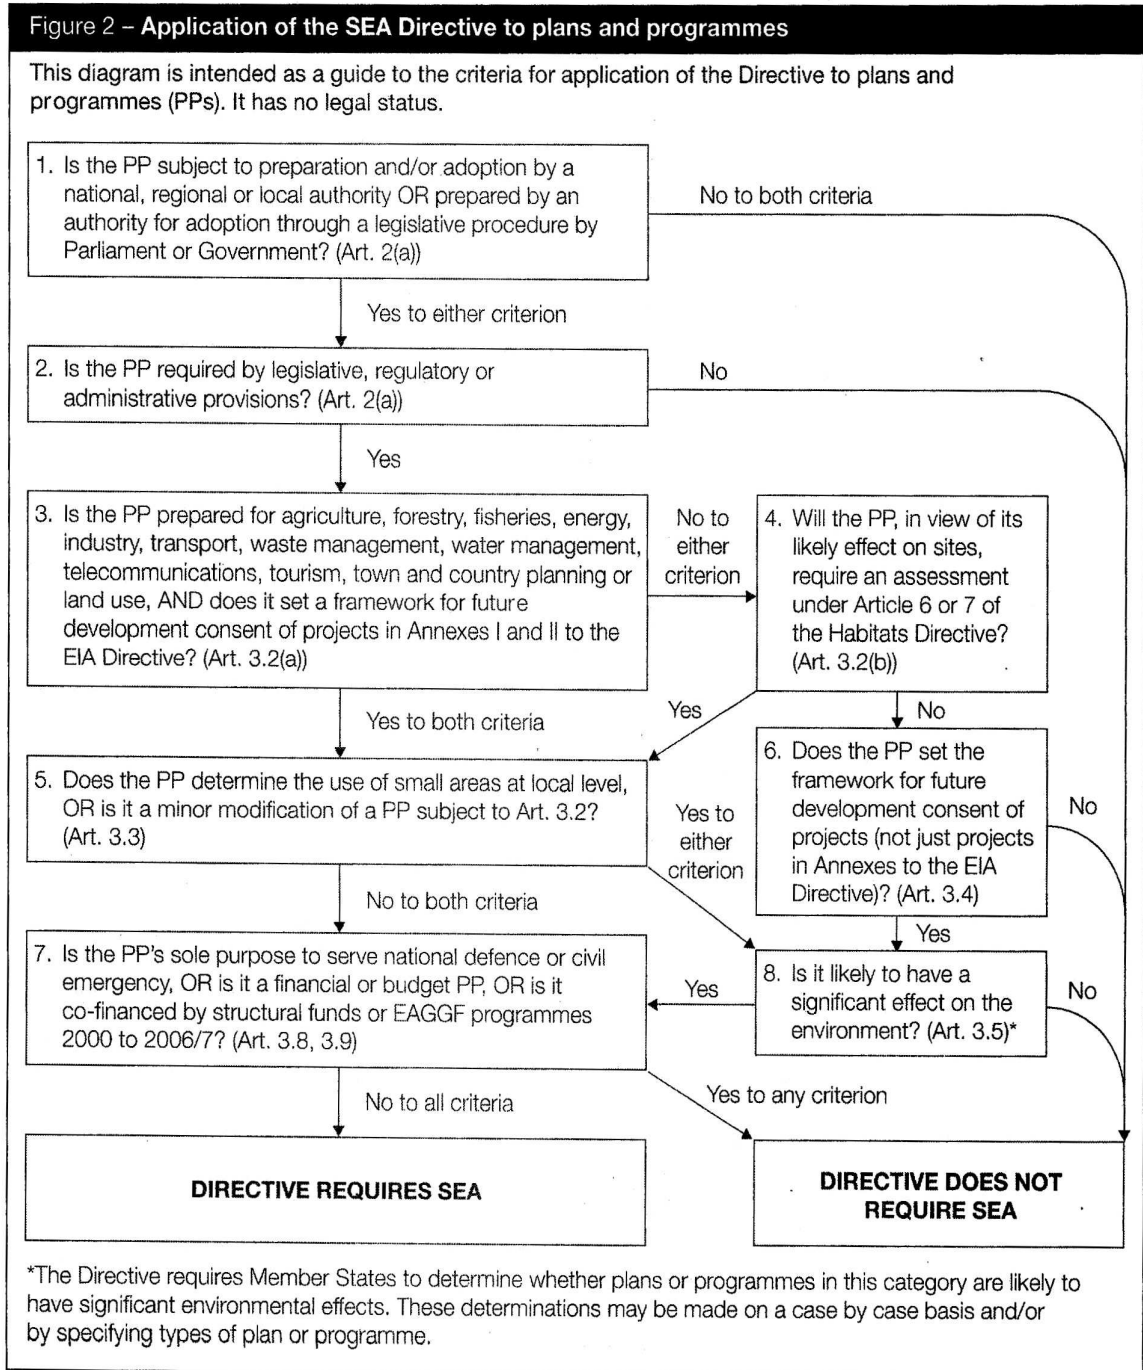 Figure 2 – Application of the SEA Directive to plans and programmes
This diagram is intended as a guide to the criteria for application of the Directive to plans and
programmes (PPs). It has no legal status.
1. Is the PP subject to preparation and/or adoption by a
national, regional or local authority OR prepared by an
authority for adoption through a legislative procedure by
Parliament or Government? (Art. 2(a))
No to both criteria
Yes to either criterion
2. Is the PP required by legislative, regulatory or
administrative provisions? (Art. 2(a))
No
Yes
3. Is the PP prepared for agriculture, forestry, fisheries, energy,
industry, transport, waste management, water management,
telecommunications, tourism, town and country planning or
land use, AND does it set a framework for future
development consent of projects in Annexes I and II to the
EIA Directive? (Art. 3.2(a))
No to
either
criterion
4. Will the PP, in view of its
likely effect on sites,
require an assessment
under Article 6 or 7 of
the Habitats Directive?
(Art. 3.2(b))
Yes to both criteria
Yes
No
5. Does the PP determine the use of small areas at local level,
OR is it a minor modification of a PP subject to Art. 3.2?
(Art. 3.3)
Yes to
either
criterion
6. Does the PP set the
framework for future
development consent of
projects (not just projects
in Annexes to the EIA
Directive)? (Art. 3.4)
No
No to both criteria
Yes
7. Is the PP's sole purpose to serve national defence or civil
emergency, OR is it a financial or budget PP, OR is it
co-financed by structural funds or EAGGF programmes
2000 to 2006/7? (Art. 3.8, 3.9)
Yes
8. Is it likely to have a
significant effect on the
environment? (Art. 3.5)*
No
No to all criteria
Yes to any criterion
DIRECTIVE REQUIRES SEA
DIRECTIVE DOES NOT
REQUIRE SEA
*The Directive requires Member States to determine whether plans or programmes in this category are likely to
have significant environmental effects. These determinations may be made on a case by case basis and/or
by specifying types of plan or programme.